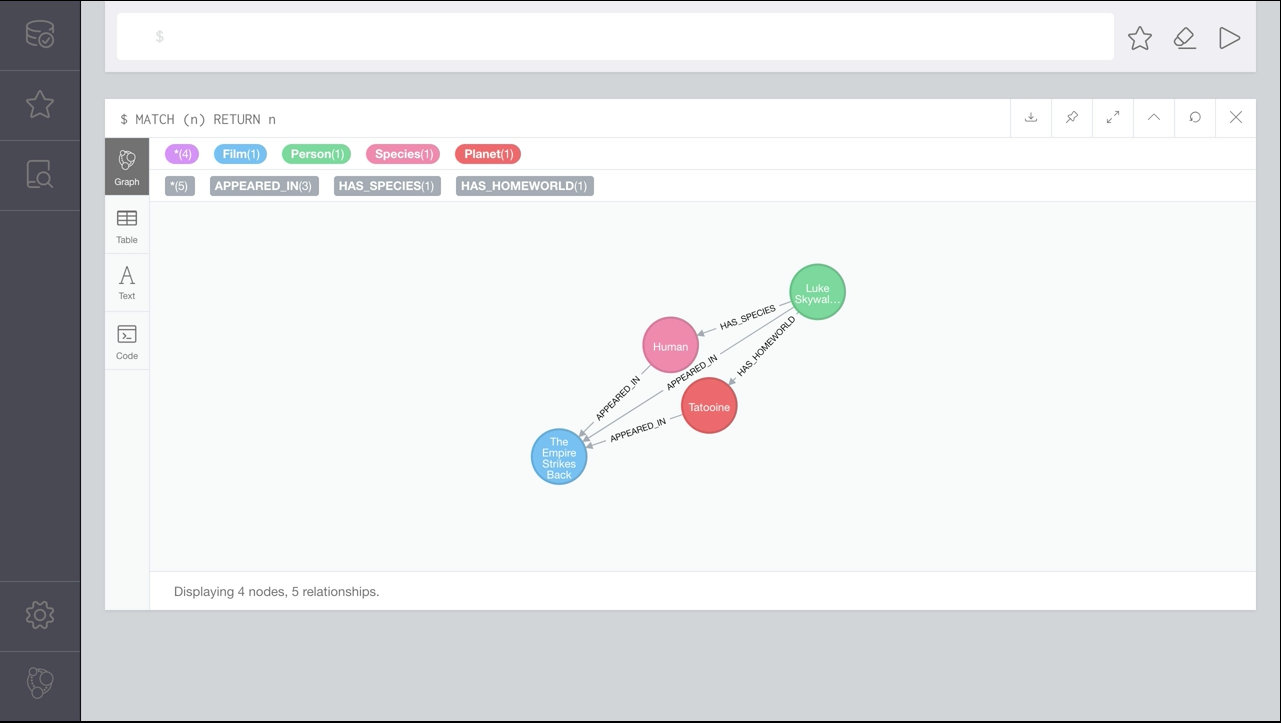 $
$ MATCH (n) RETURN n
*(4) Film(1) Person(1) Species(1) Planet(1)
*(5) APPEARED_IN(3) HAS_SPECIES(1) HAS_HOMEWORLD(1)
Graph
Table
Text
Code
Luke
Skywal...
HAS_SPECIES
HAS_HOMEWORLD
Human
APPEARED_IN
APPEARED_IN
Tatooine
APPEARED_IN
The
Empire
Strikes
Back
Displaying 4 nodes, 5 relationships.